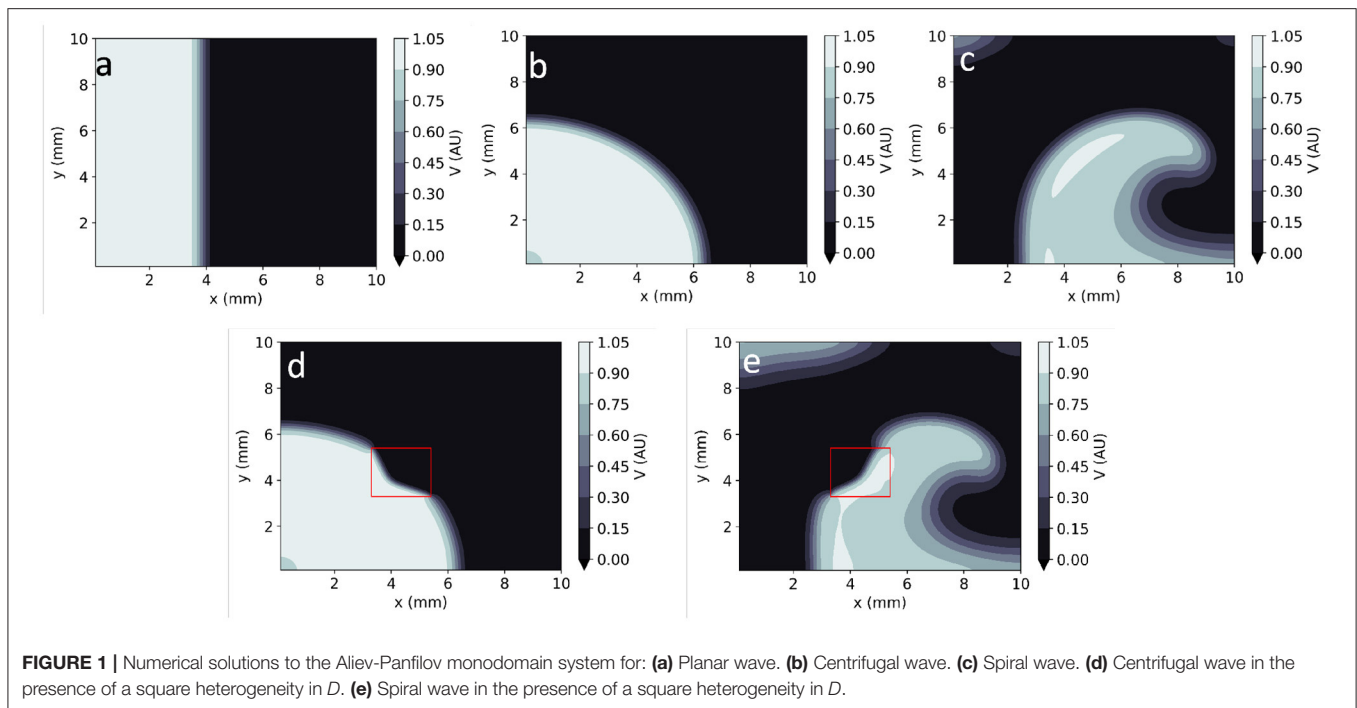 a
10
8
6
4
2
y (mm)
2 4 6 8 10
x (mm)
1.05
0.90
0.75
0.60
0.45
0.30
0.15
0.00
V (AU)
b
10
8
6
4
2
y (mm)
2 4 6 8 10
x (mm)
1.05
0.90
0.75
0.60
0.45
0.30
0.15
0.00
V (AU)
c
10
8
6
4
2
y (mm)
2 4 6 8 10
x (mm)
1.05
0.90
0.75
0.60
0.45
0.30
0.15
0.00
V (AU)
d
10
8
6
4
2
y (mm)
2 4 6 8 10
x (mm)
1.05
0.90
0.75
0.60
0.45
0.30
0.15
0.00
V (AU)
e
10
8
6
4
2
y (mm)
2 4 6 8 10
x (mm)
1.05
0.90
0.75
0.60
0.45
0.30
0.15
0.00
V (AU)
FIGURE 1 | Numerical solutions to the Aliev-Panfilov monodomain system for: (a) Planar wave. (b) Centrifugal wave. (c) Spiral wave. (d) Centrifugal wave in the
presence of a square heterogeneity in D. (e) Spiral wave in the presence of a square heterogeneity in D.